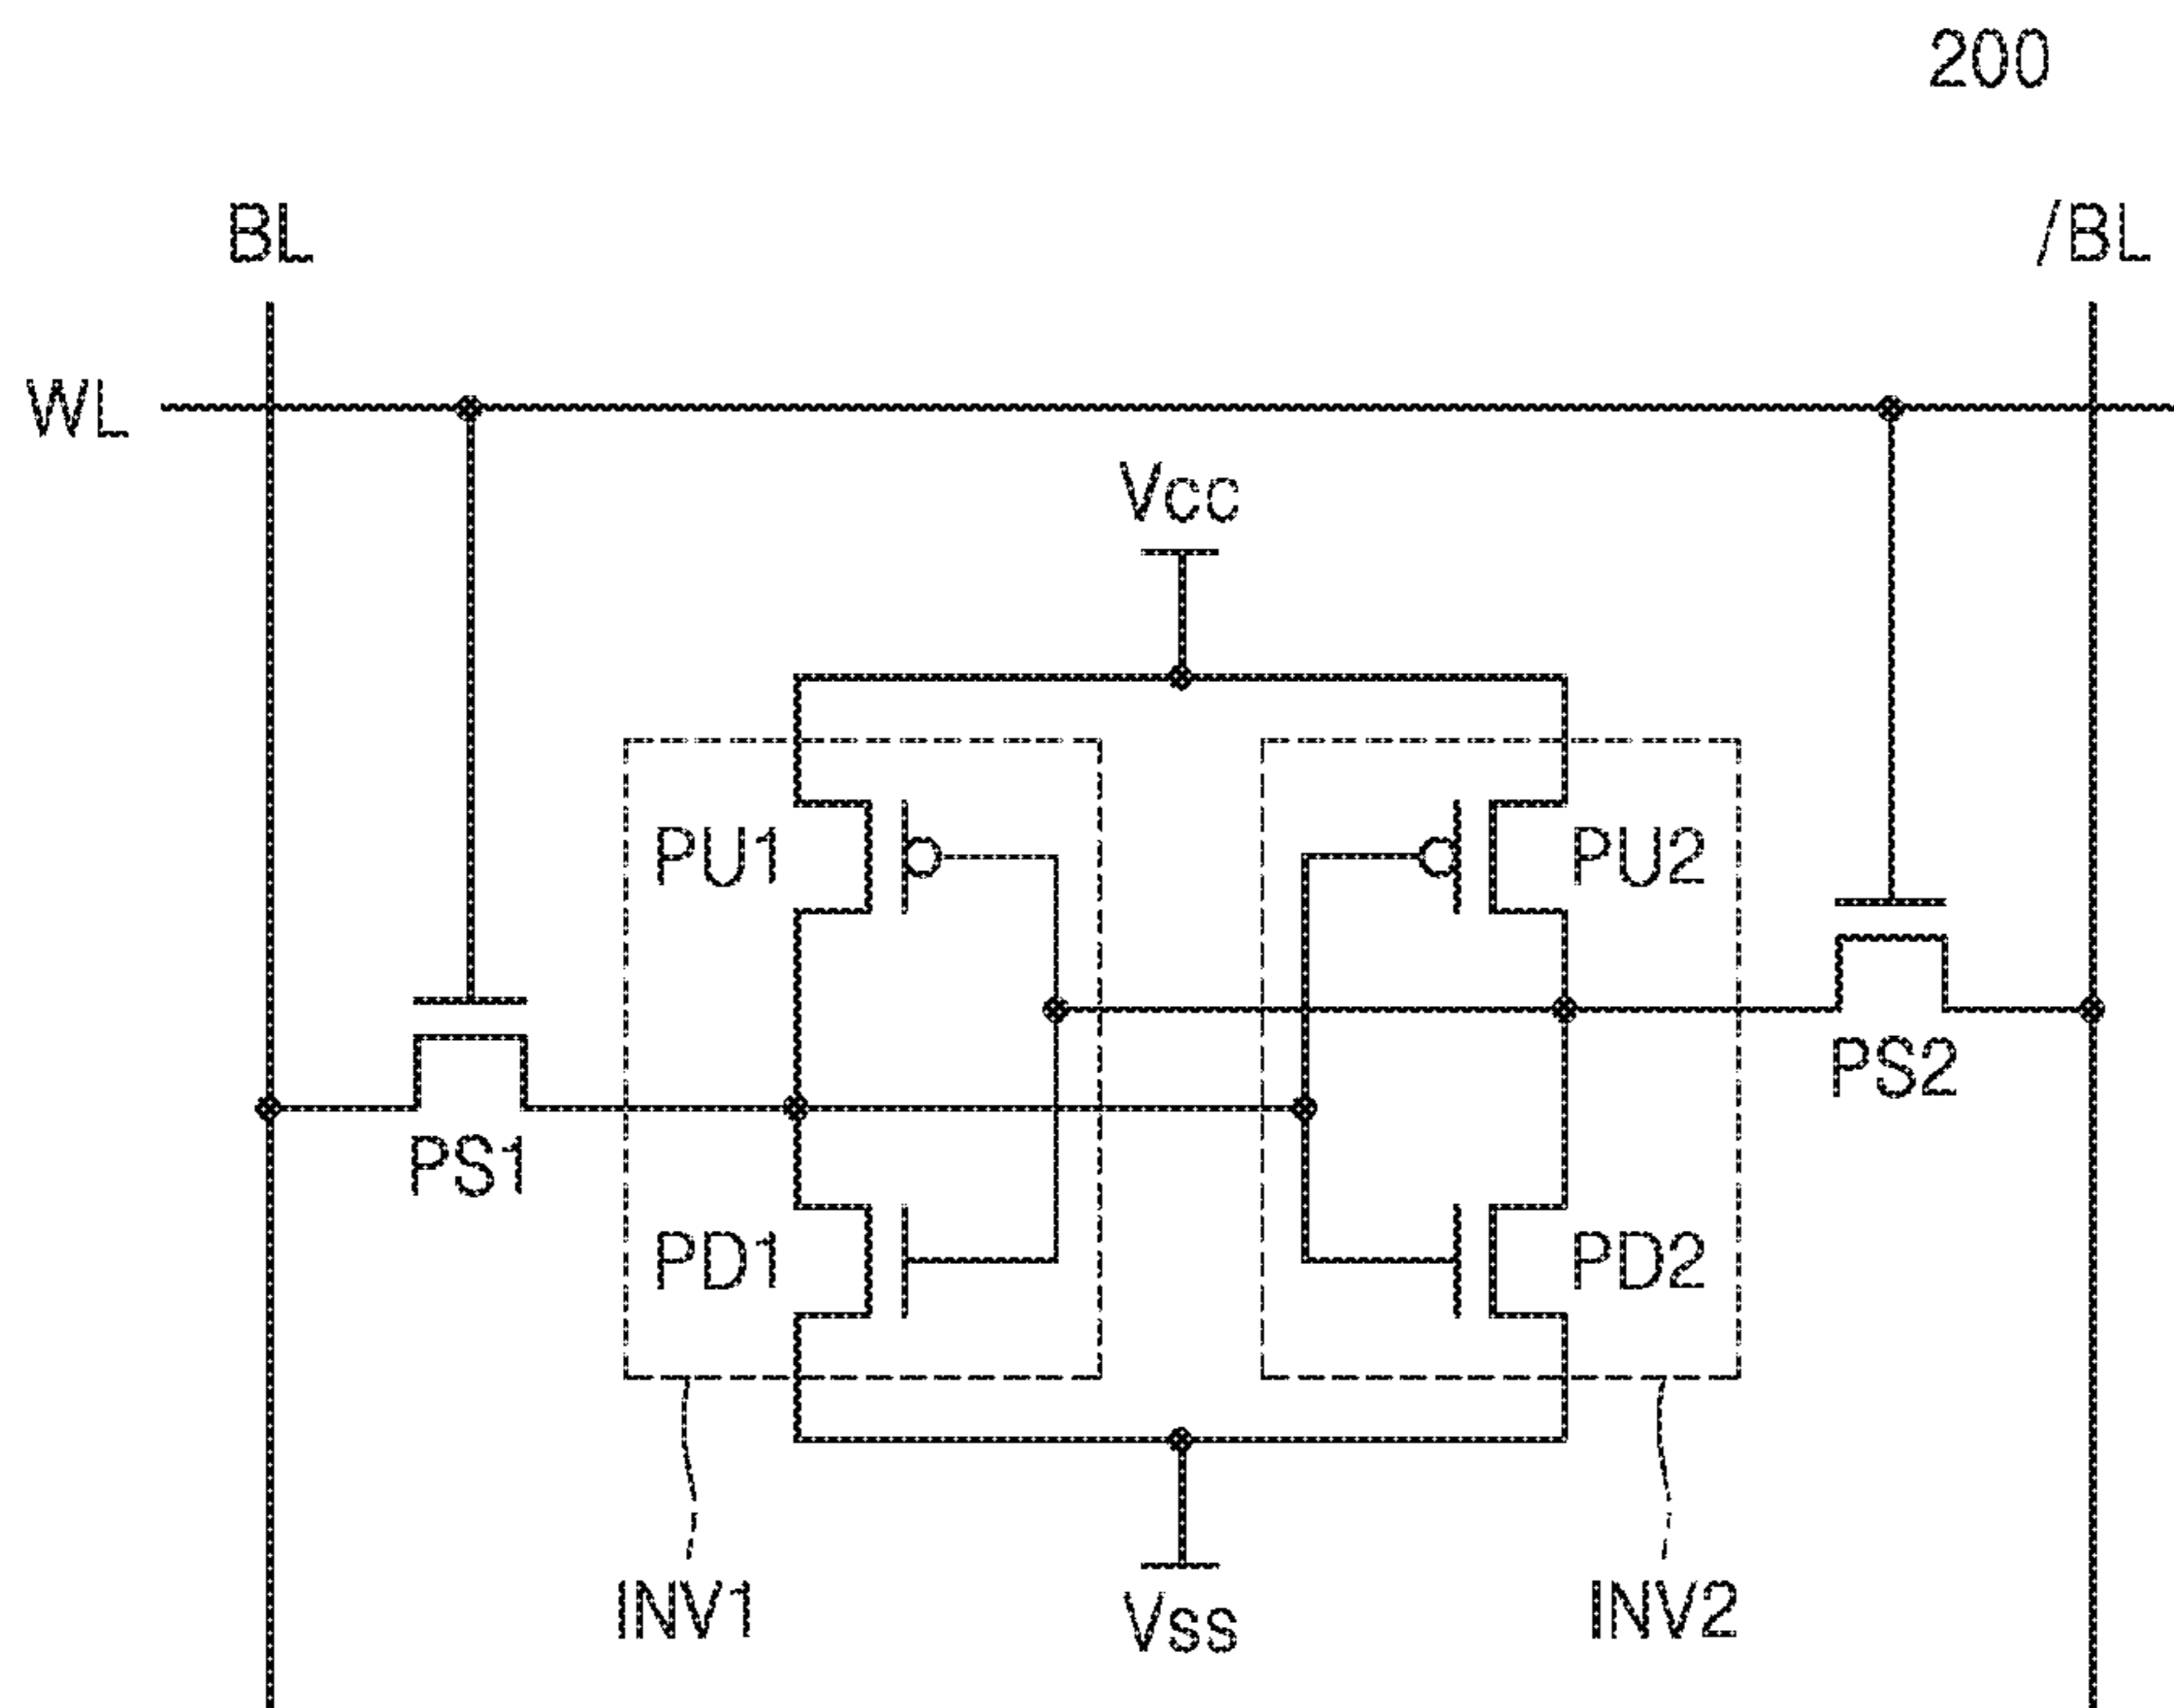 200
BL
/BL
WL
Vcc
PU1
PU2
PS2
PS1
PD1
PD2
INV1
Vss
INV2